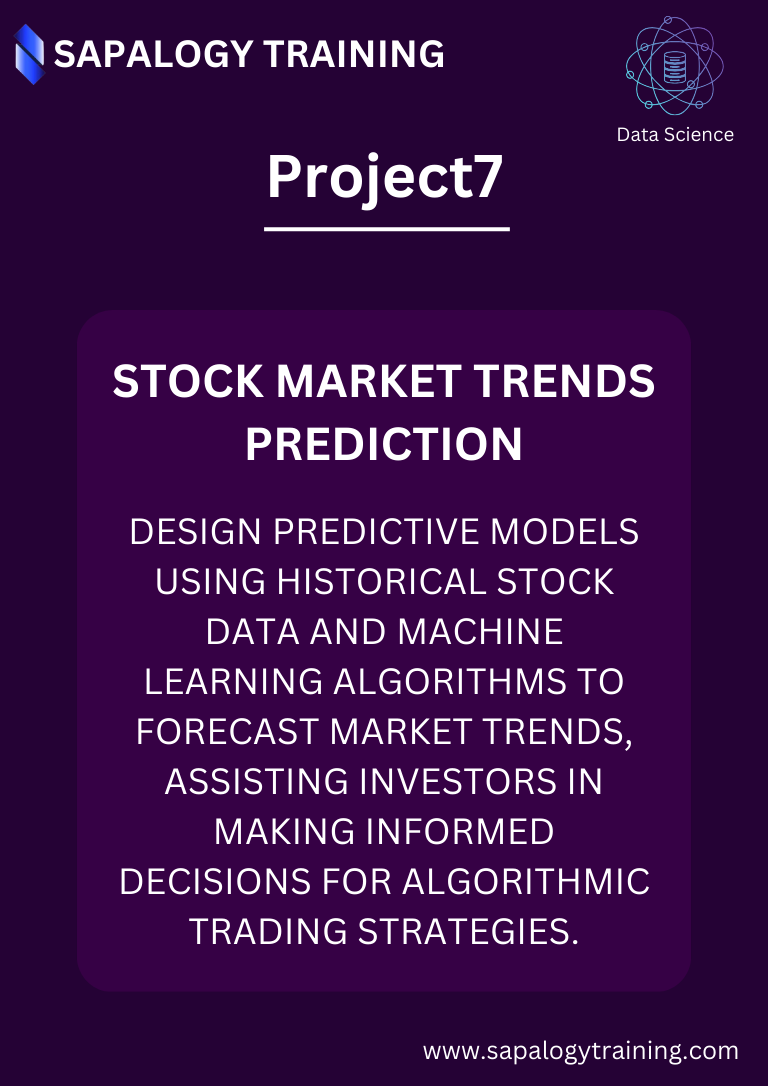 SAPALOGY TRAINING
Data Science
Project7
STOCK MARKET TRENDS
PREDICTION
DESIGN PREDICTIVE MODELS
USING HISTORICAL STOCK
DATA AND MACHINE
LEARNING ALGORITHMS TO
FORECAST MARKET TRENDS,
ASSISTING INVESTORS IN
MAKING INFORMED
DECISIONS FOR ALGORITHMIC
TRADING STRATEGIES.
www.sapalogytraining.com